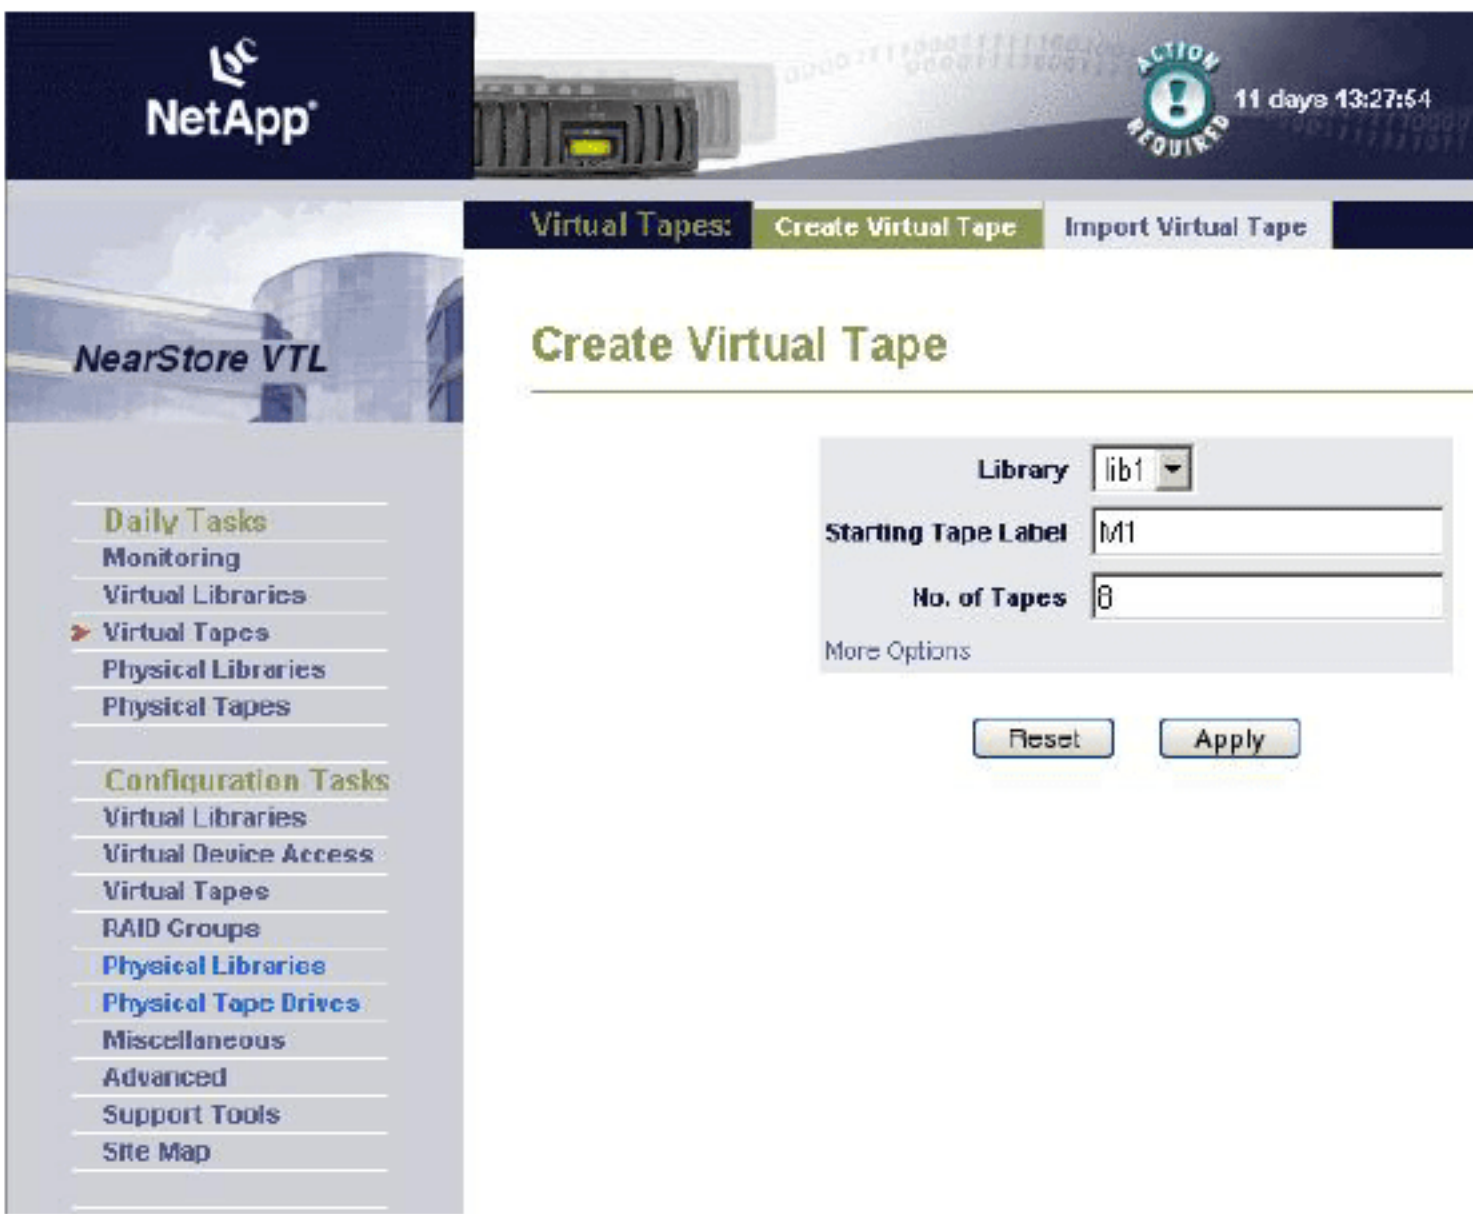 NetApp®
ACTION REQUIRED
11 days 13:27:54
Virtual Tapes:
Create Virtual Tape
Import Virtual Tape
NearStore VTL
Create Virtual Tape
Library lib1
Starting Tape Label M1
No. of Tapes 8
More Options
Reset Apply
Daily Tasks
Monitoring
Virtual Libraries
Virtual Tapes
Physical Libraries
Physical Tapes
Configuration Tasks
Virtual Libraries
Virtual Device Access
Virtual Tapes
RAID Groups
Physical Libraries
Physical Tape Drives
Miscellaneous
Advanced
Support Tools
Site Map